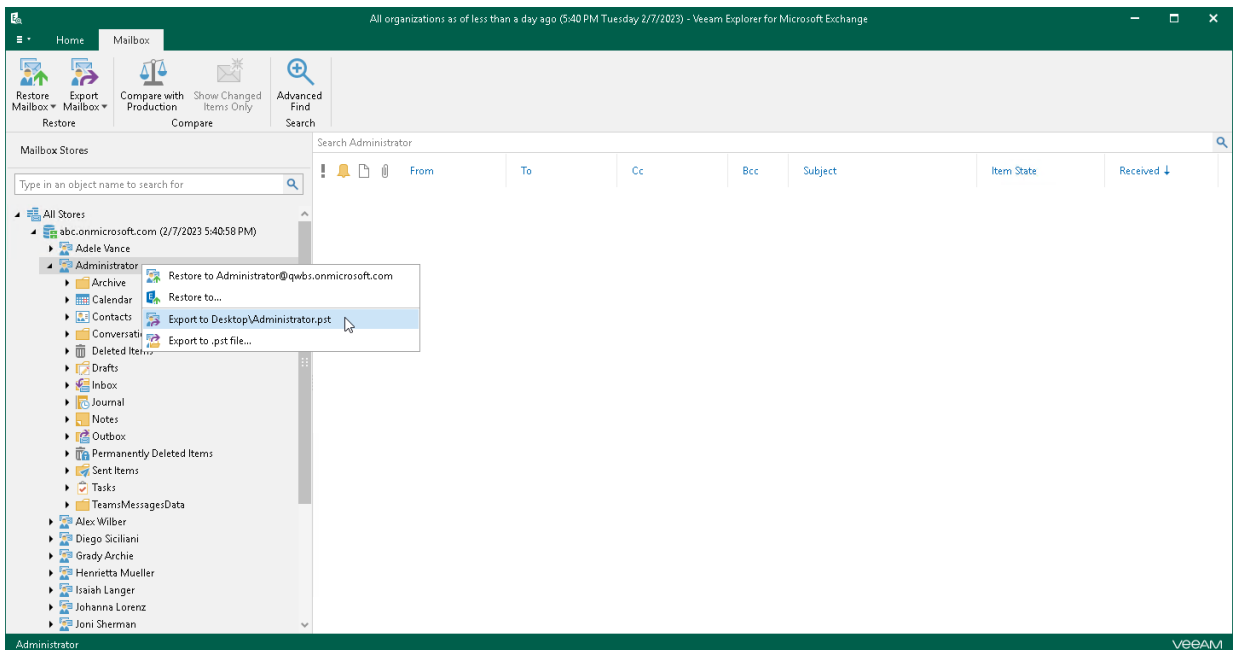 All organizations as of less than a day ago (5:40 PM Tuesday 2/7/2023) - Veeam Explorer for Microsoft Exchange
Home Mailbox
Restore Mailbox
Export Mailbox
Compare with Production
Show Changed Items Only
Advanced Find
Restore Compare Search
Mailbox Stores
Search Administrator
From To Cc Bcc Subject Item State Received
Type in an object name to search for
All Stores
abc.onmicrosoft.com (2/7/2023 5:40:58 PM)
Adele Vance
Administrator
Restore to Administrator@qwbs.onmicrosoft.com
Restore to...
Export to Desktop\Administrator.pst
Export to .pst file...
Archive
Calendar
Contacts
Conversati
Deleted Items
Drafts
Inbox
Journal
Notes
Outbox
Permanently Deleted Items
Sent Items
Tasks
TeamsMessagesData
Alex Wilber
Diego Siciliani
Grady Archie
Henrietta Mueller
Isaiah Langer
Johanna Lorenz
Joni Sherman
Administrator
veeAM